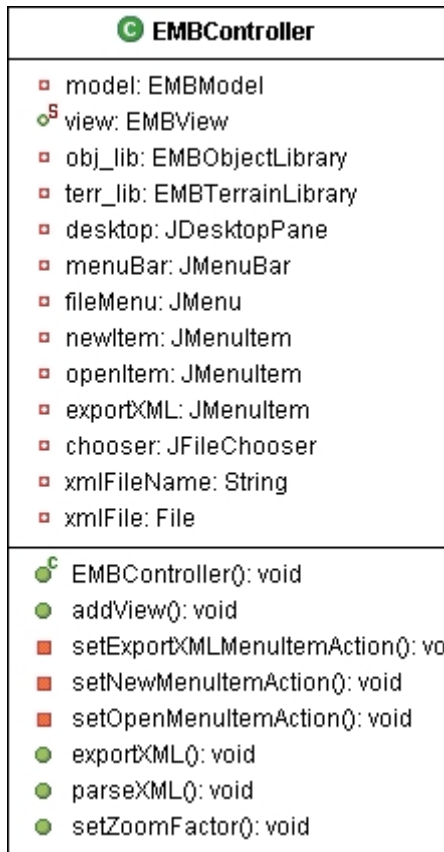 C EMBController
model: EMBModel
S view: EMBView
obj_lib: EMBObjectLibrary
terr_lib: EMBTerrainLibrary
desktop: JDesktopPane
menuBar: JMenuBar
fileMenu: JMenu
newItem: JMenuItem
openItem: JMenuItem
exportXML: JMenuItem
chooser: JFileChooser
xmlFileName: String
xmlFile: File
C EMBController(): void
addView(): void
setExportXMLMenuItemAction(): vo
setNewMenuItemAction(): void
setOpenMenuItemAction(): void
exportXML(): void
parseXML(): void
setZoomFactor(): void